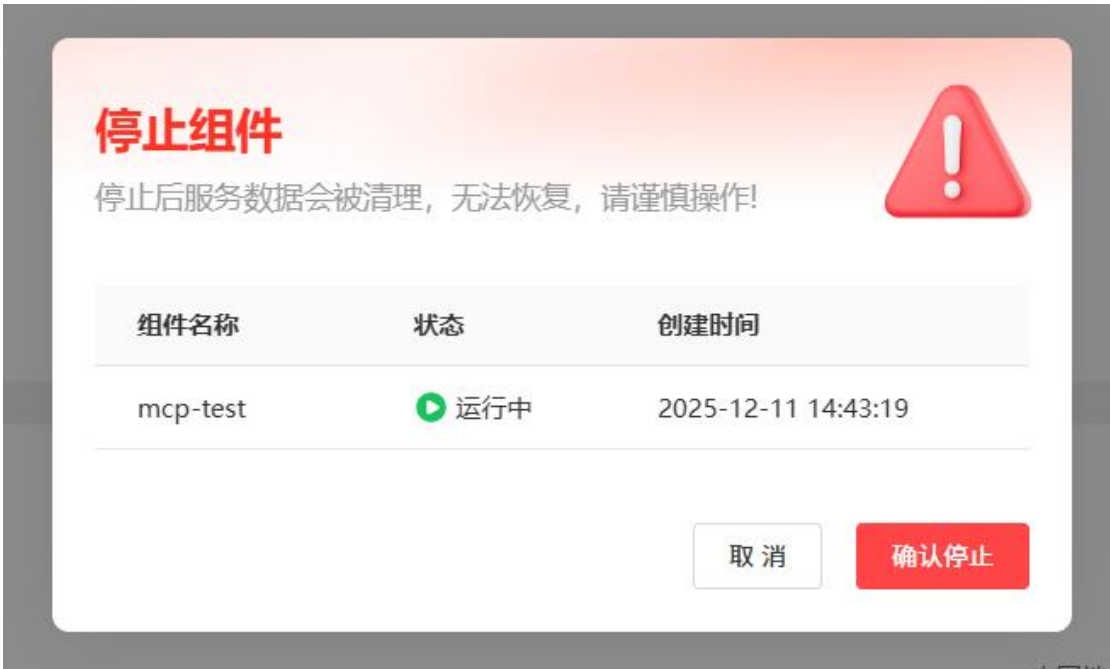 停止组件
停止后服务数据会被清理，无法恢复，请谨慎操作!
组件名称 状态 创建时间
mcp-test 运行中 2025-12-11 14:43:19
取 消 确认停止